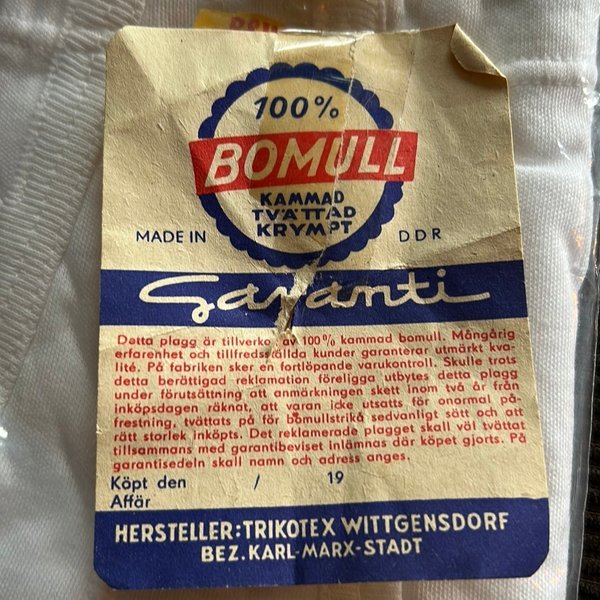 100%
BOMULL
KAMMAD
TVÄTTAD
KRYMPT
MADE IN DDR
Garanti
Detta plagg är tillverka av 100% kammad bomull. Mångårig
erfarenhet och tillfredsställda kunder garanterar utmärkt kva-
lité. På fabriken sker en fortlöpande varukontroll. Skulle trots
detta berättigad reklamation föreligga utbytes detta plagg
under förutsättning att anmärkningen skett inom två år från
inköpsdagen räknat, att varan icke utsatts för onormal på-
frestning, tvättats på för bomullstrikå sedvanligt sätt och att
rätt storlek inköpts. Det reklamerade plagget skall väl tvättat
tillsammans med garantibeviset inlämnas där köpet gjorts. På
garantisedeln skall namn och adress anges.
Köpt den / 19
Affär
HERSTELLER: TRIKOTEX WITTGENSDORF
BEZ. KARL-MARX-STADT